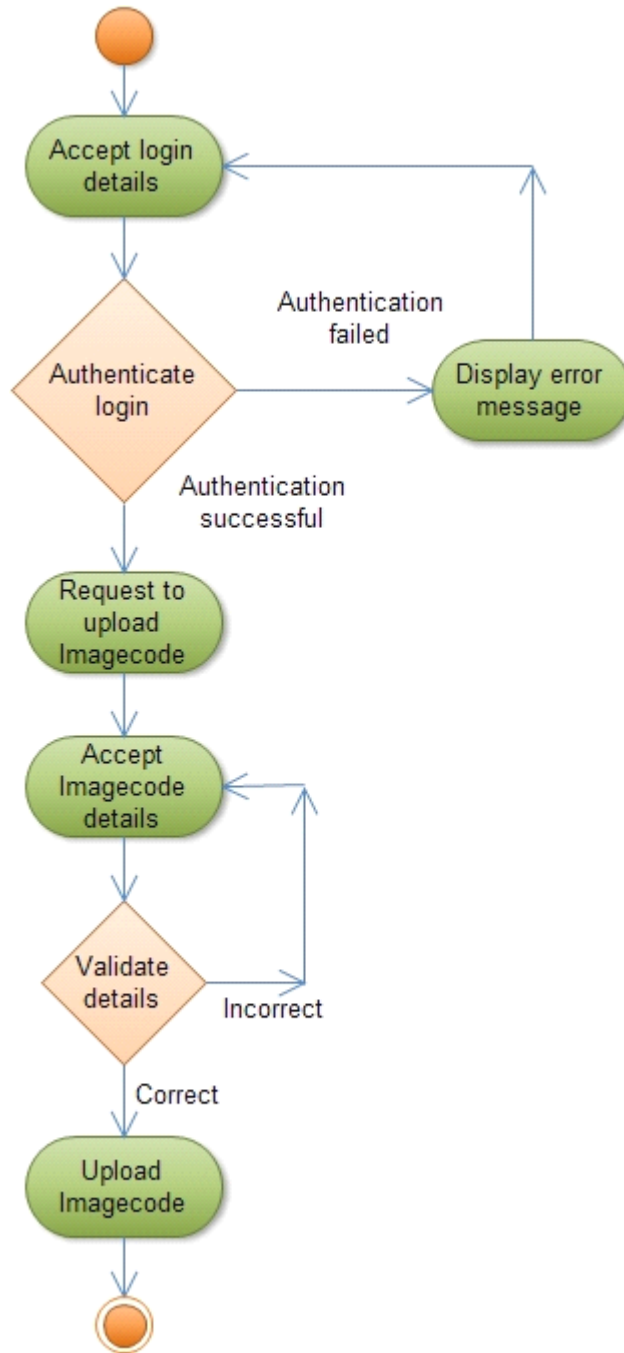 Accept login
details
Authentication
failed
Authenticate
login
Display error
message
Authentication
successful
Request to
upload
Imagecode
Accept
Imagecode
details
Validate
details
Incorrect
Correct
Upload
Imagecode